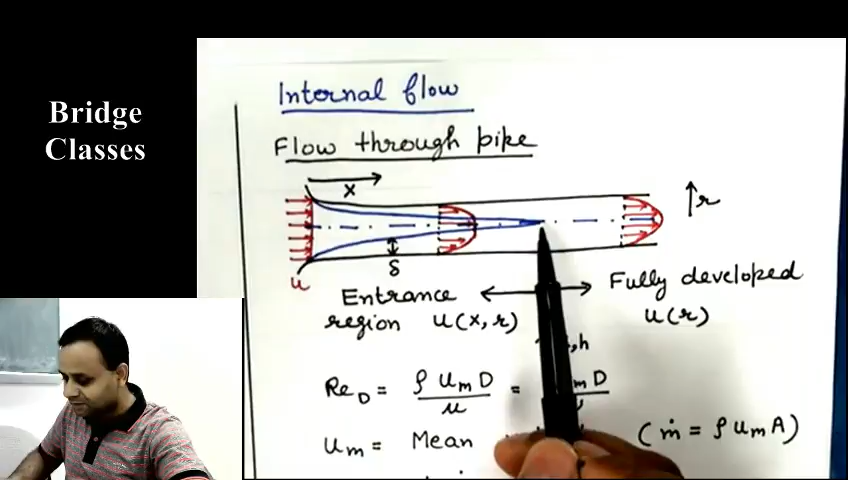 Bridge
Classes
Internal flow
Flow through pipe
x
r
δ
u
Entrance
region u(x,r)
Fully developed
u(r)
,h
Re_D = ρ u_m D / μ = m D
u_m = Mean
(ṁ = ρ u_m A)